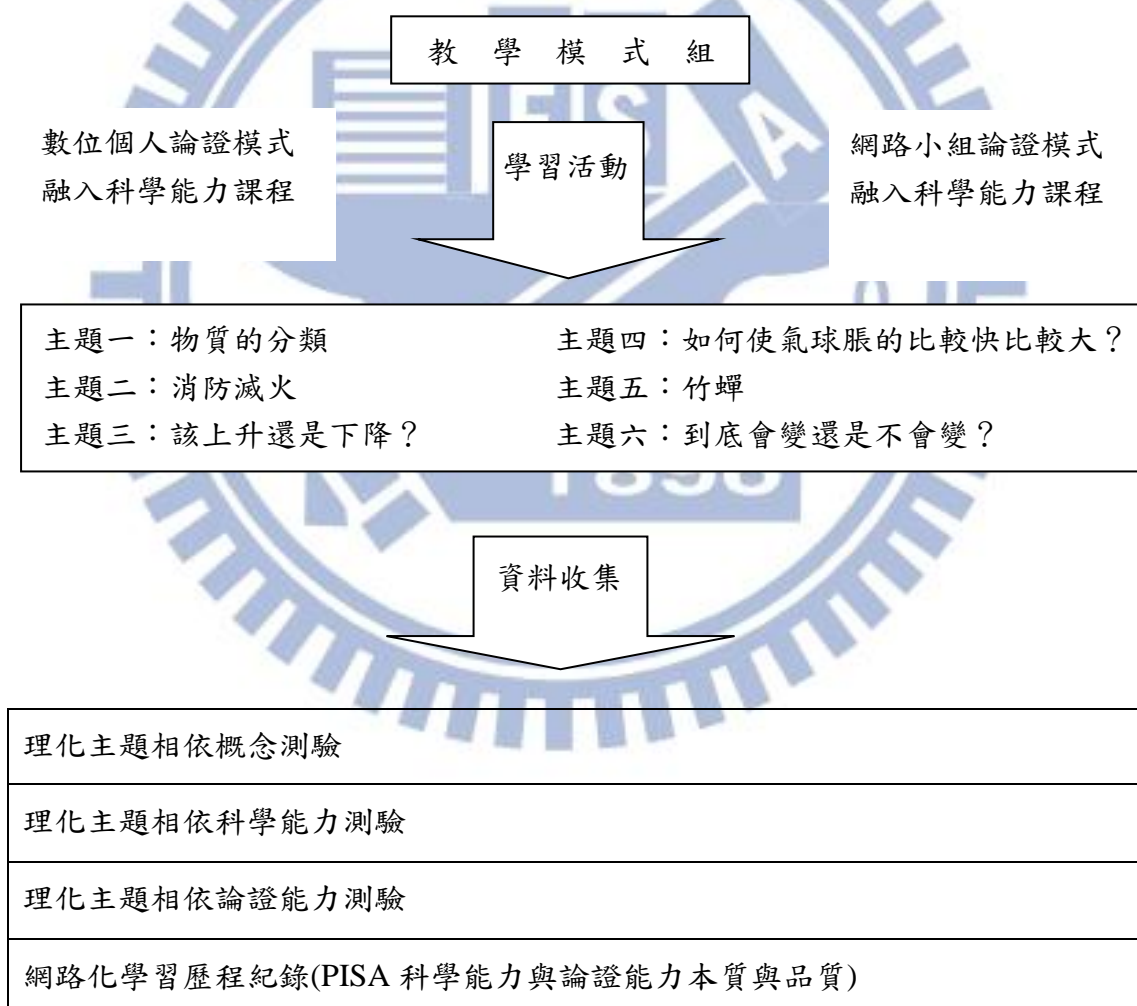 教 學 模 式 組
數位個人論證模式
融入科學能力課程
學習活動
網路小組論證模式
融入科學能力課程
主題一：物質的分類
主題二：消防滅火
主題三：該上升還是下降？
主題四：如何使氣球脹的比較快比較大？
主題五：竹蟬
主題六：到底會變還是不會變？
1898
資料收集
理化主題相依概念測驗
理化主題相依科學能力測驗
理化主題相依論證能力測驗
網路化學習歷程紀錄(PISA 科學能力與論證能力本質與品質)